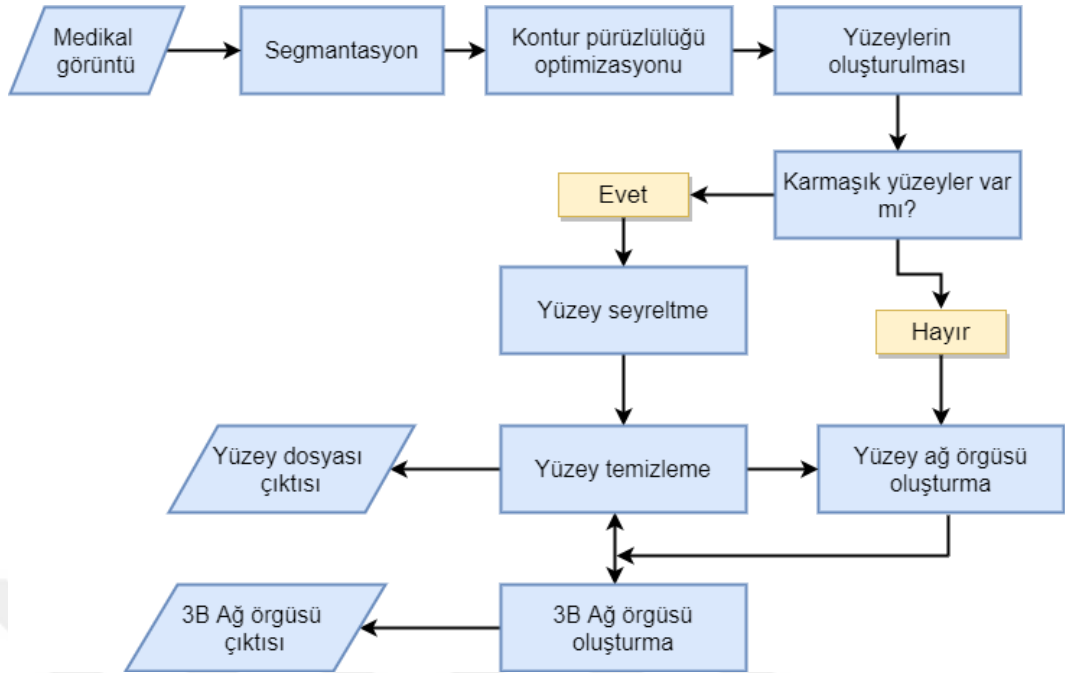 Medikal
görüntü
Segmantasyon
Kontur pürüzlülüğü
optimizasyonu
Yüzeylerin
oluşturulması
Karmaşık yüzeyler var
mı?
Evet
Yüzey seyreltme
Hayır
Yüzey dosyası
çıktısı
Yüzey temizleme
Yüzey ağ örgüsü
oluşturma
3B Ağ örgüsü
çıktısı
3B Ağ örgüsü
oluşturma